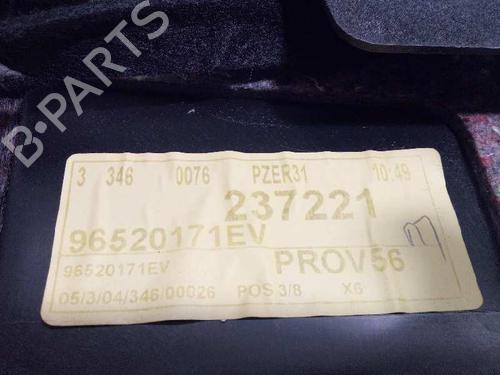 B-PARTS
3 346 0076 PZER31 10:49
237221
96520171EV
96520171EV PROV56
05/3/04/346/00026 POS 3/8 X6
m